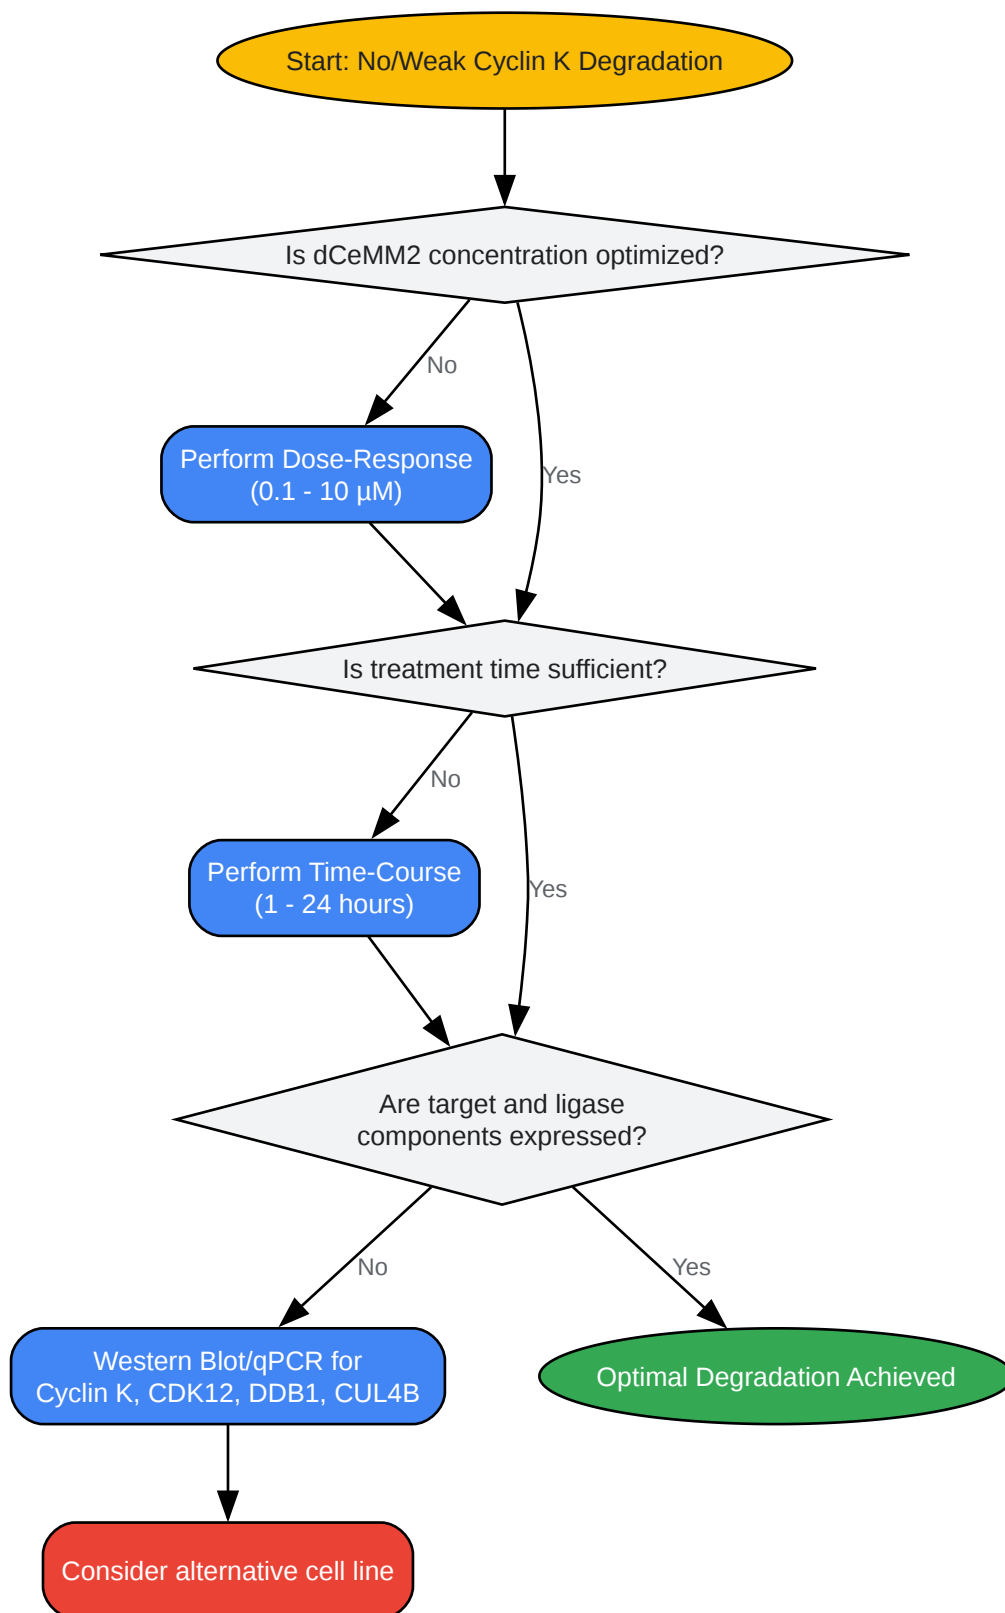 Start: No/Weak Cyclin K Degradation
Is dCeMM2 concentration optimized?
No
Perform Dose-Response
(0.1 - 10 µM)
Yes
Is treatment time sufficient?
No
Perform Time-Course
(1 - 24 hours)
Yes
Are target and ligase
components expressed?
No
Yes
Western Blot/qPCR for
Cyclin K, CDK12, DDB1, CUL4B
Optimal Degradation Achieved
Consider alternative cell line